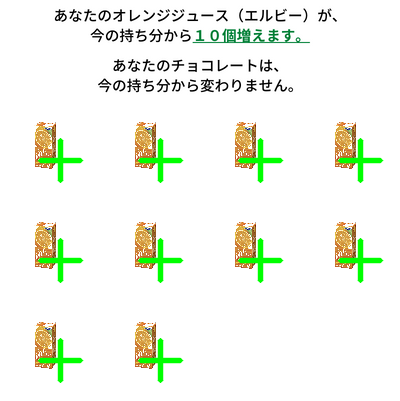 あなたのオレンジジュース（エルビー）が、
今の持ち分から１０個増えます。
あなたのチョコレートは、
今の持ち分から変わりません。